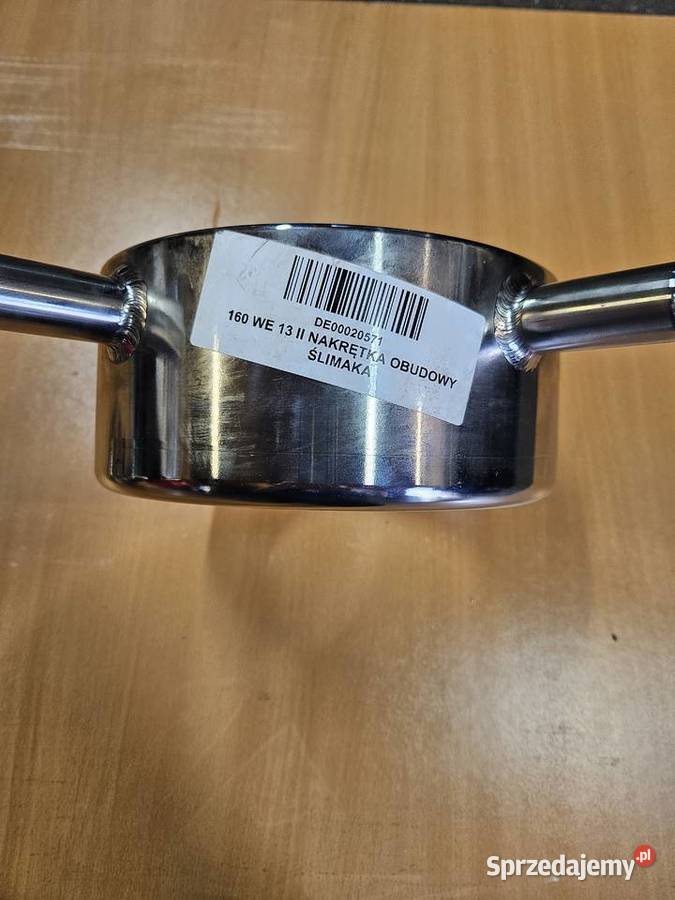 DE00020571
160 WE 13 II NAKRĘTKA OBUDOWY
ŚLIMAKA
Sprzedajemy.pl